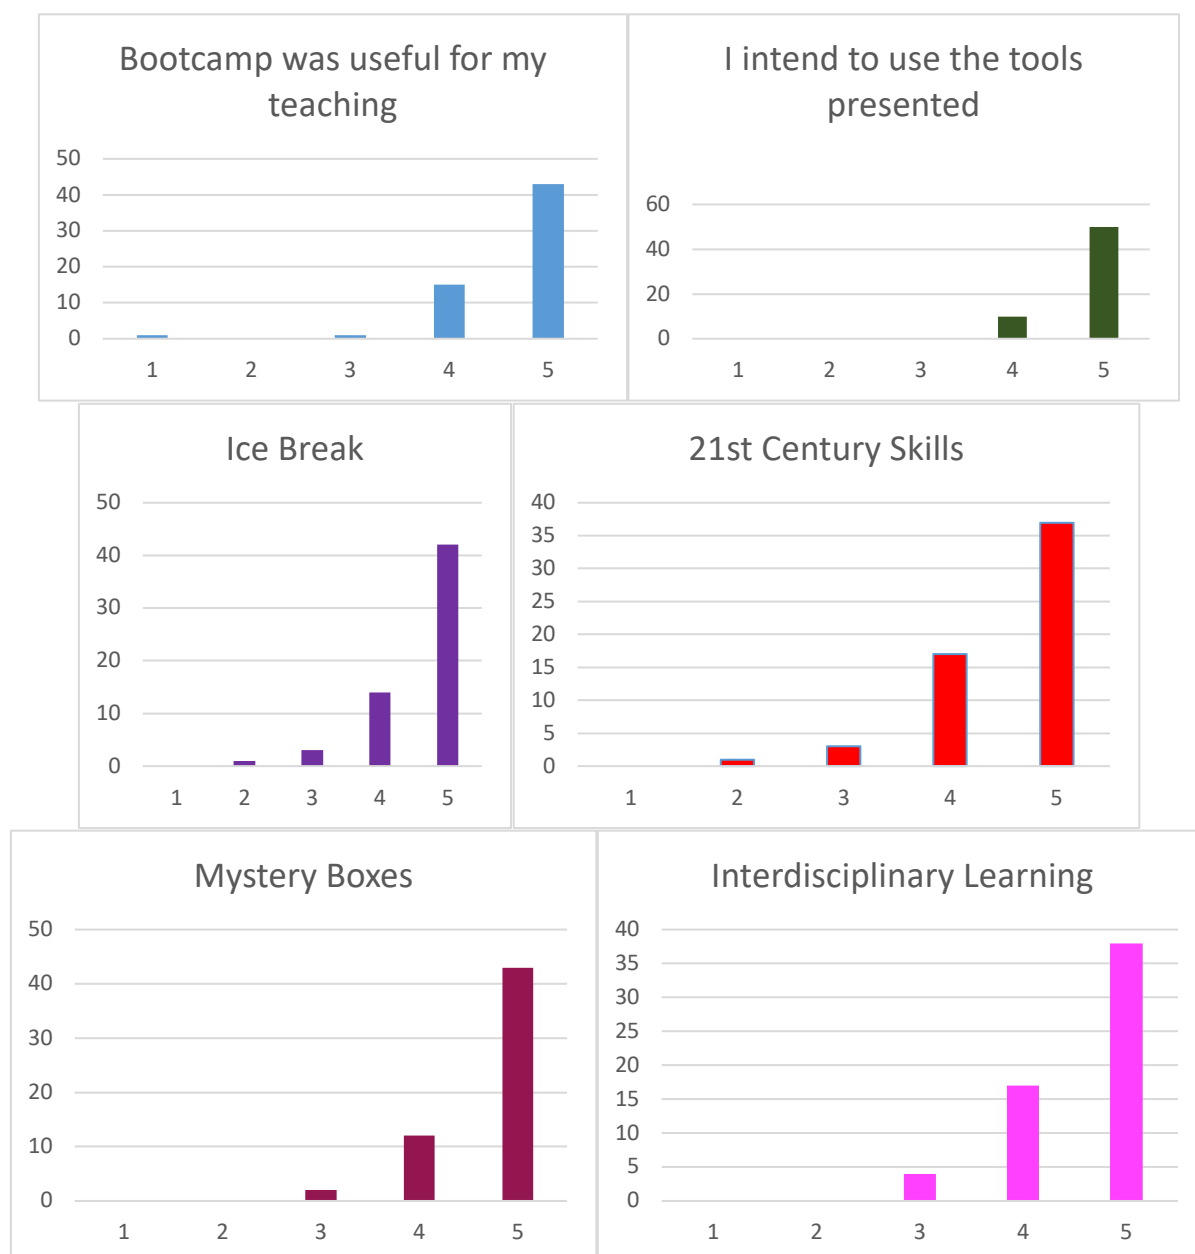 Bootcamp was useful for my
teaching
50
40
30
20
10
0
1 2 3 4 5
I intend to use the tools
presented
60
40
20
0
1 2 3 4 5
Ice Break
50
40
30
20
10
0
1 2 3 4 5
21st Century Skills
40
35
30
25
20
15
10
5
0
1 2 3 4 5
Mystery Boxes
50
40
30
20
10
0
1 2 3 4 5
Interdisciplinary Learning
40
35
30
25
20
15
10
5
0
1 2 3 4 5